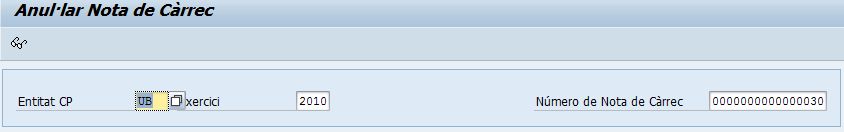 Anul·lar Nota de Càrrec
Entitat CP UB xercici 2010 Número de Nota de Càrrec 0000000000000030